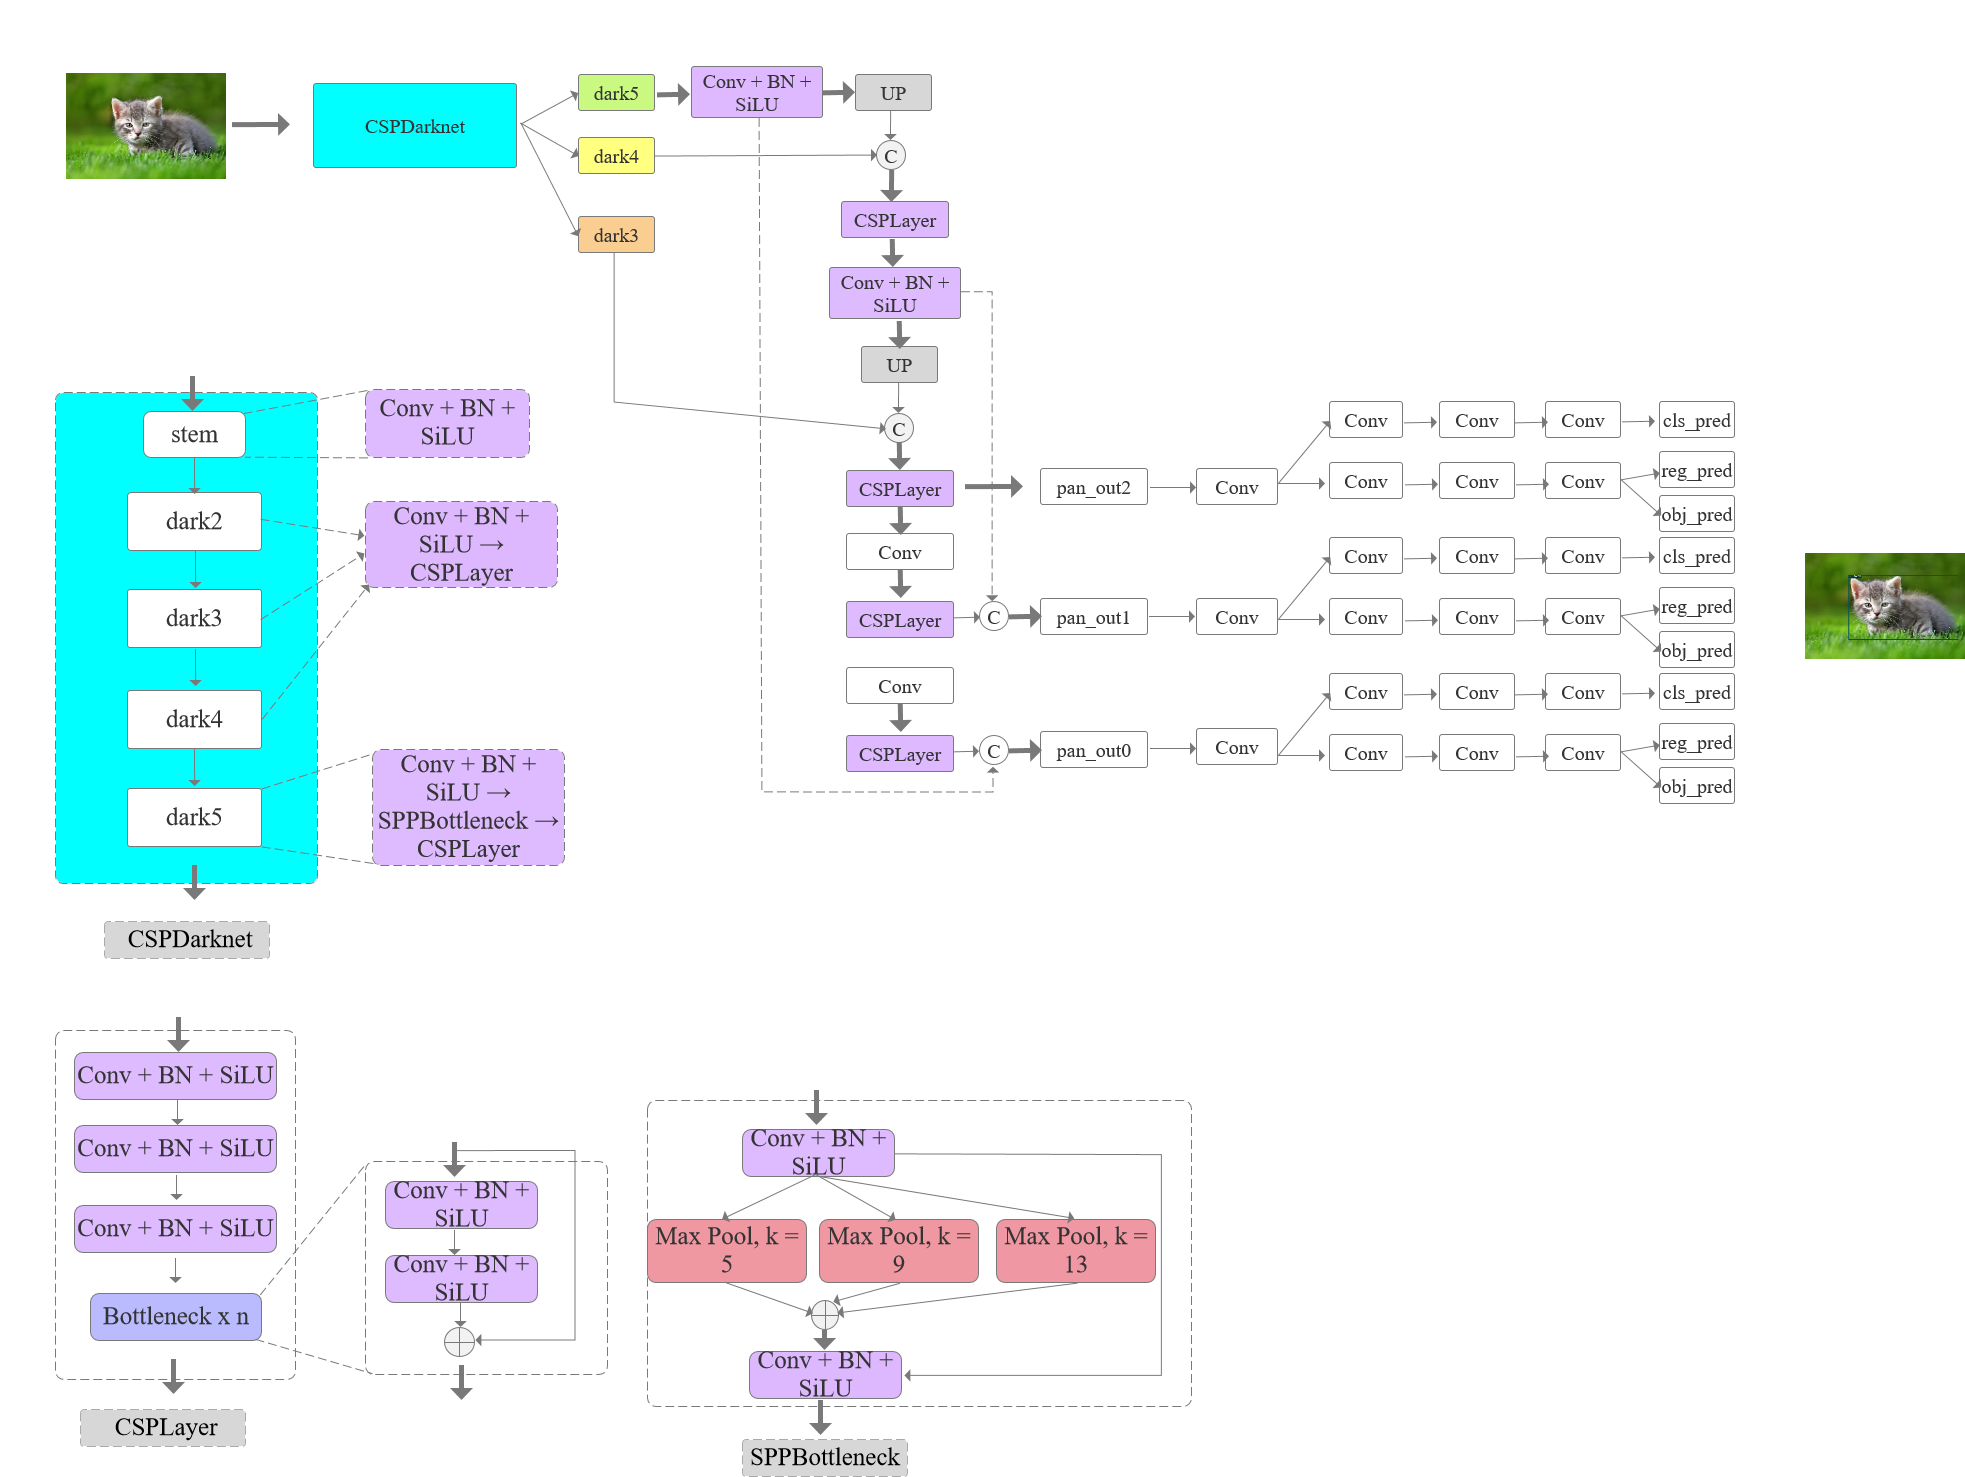 CSPDarknet
dark5
Conv + BN +
SiLU
UP
dark4
C
dark3
CSPLayer
Conv + BN +
SiLU
UP
C
CSPLayer
pan_out2
Conv
Conv
Conv
Conv
cls_pred
Conv
Conv
Conv
reg_pred
obj_pred
Conv
CSPLayer
C
pan_out1
Conv
Conv
Conv
Conv
cls_pred
Conv
Conv
Conv
reg_pred
obj_pred
Conv
CSPLayer
C
pan_out0
Conv
Conv
Conv
Conv
cls_pred
Conv
Conv
Conv
reg_pred
obj_pred
stem
Conv + BN +
SiLU
dark2
Conv + BN +
SiLU →
CSPLayer
dark3
dark4
dark5
Conv + BN +
SiLU →
SPPBottleneck →
CSPLayer
CSPDarknet
Conv + BN + SiLU
Conv + BN + SiLU
Conv + BN + SiLU
Bottleneck x n
CSPLayer
Conv + BN +
SiLU
Conv + BN +
SiLU
Conv + BN +
SiLU
Max Pool, k =
5
Max Pool, k =
9
Max Pool, k =
13
Conv + BN +
SiLU
SPPBottleneck